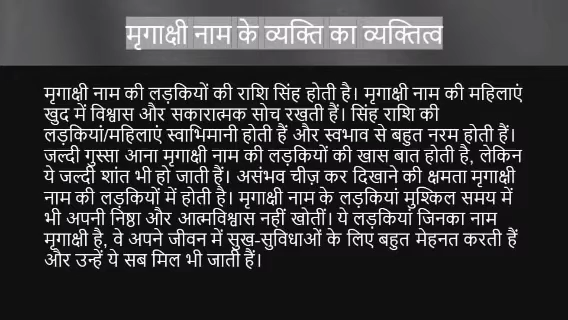 मृगाक्षी नाम के व्यक्ति का व्यक्तित्व
मृगाक्षी नाम की लड़कियों की राशि सिंह होती है। मृगाक्षी नाम की महिलाएं
खुद में विश्वास और सकारात्मक सोच रखती हैं। सिंह राशि की
लड़कियां/महिलाएं स्वाभिमानी होती हैं और स्वभाव से बहुत नरम होती हैं।
जल्दी गुस्सा आना मृगाक्षी नाम की लड़कियों की खास बात होती है, लेकिन
ये जल्दी शांत भी हो जाती हैं। असंभव चीज़ कर दिखाने की क्षमता मृगाक्षी
नाम की लड़कियों में होती है। मृगाक्षी नाम के लड़कियां मुश्किल समय में
भी अपनी निष्ठा और आत्मविश्वास नहीं खोतीं। ये लड़कियां जिनका नाम
मृगाक्षी है, वे अपने जीवन में सुख-सुविधाओं के लिए बहुत मेहनत करती हैं
और उन्हें ये सब मिल भी जाती हैं।